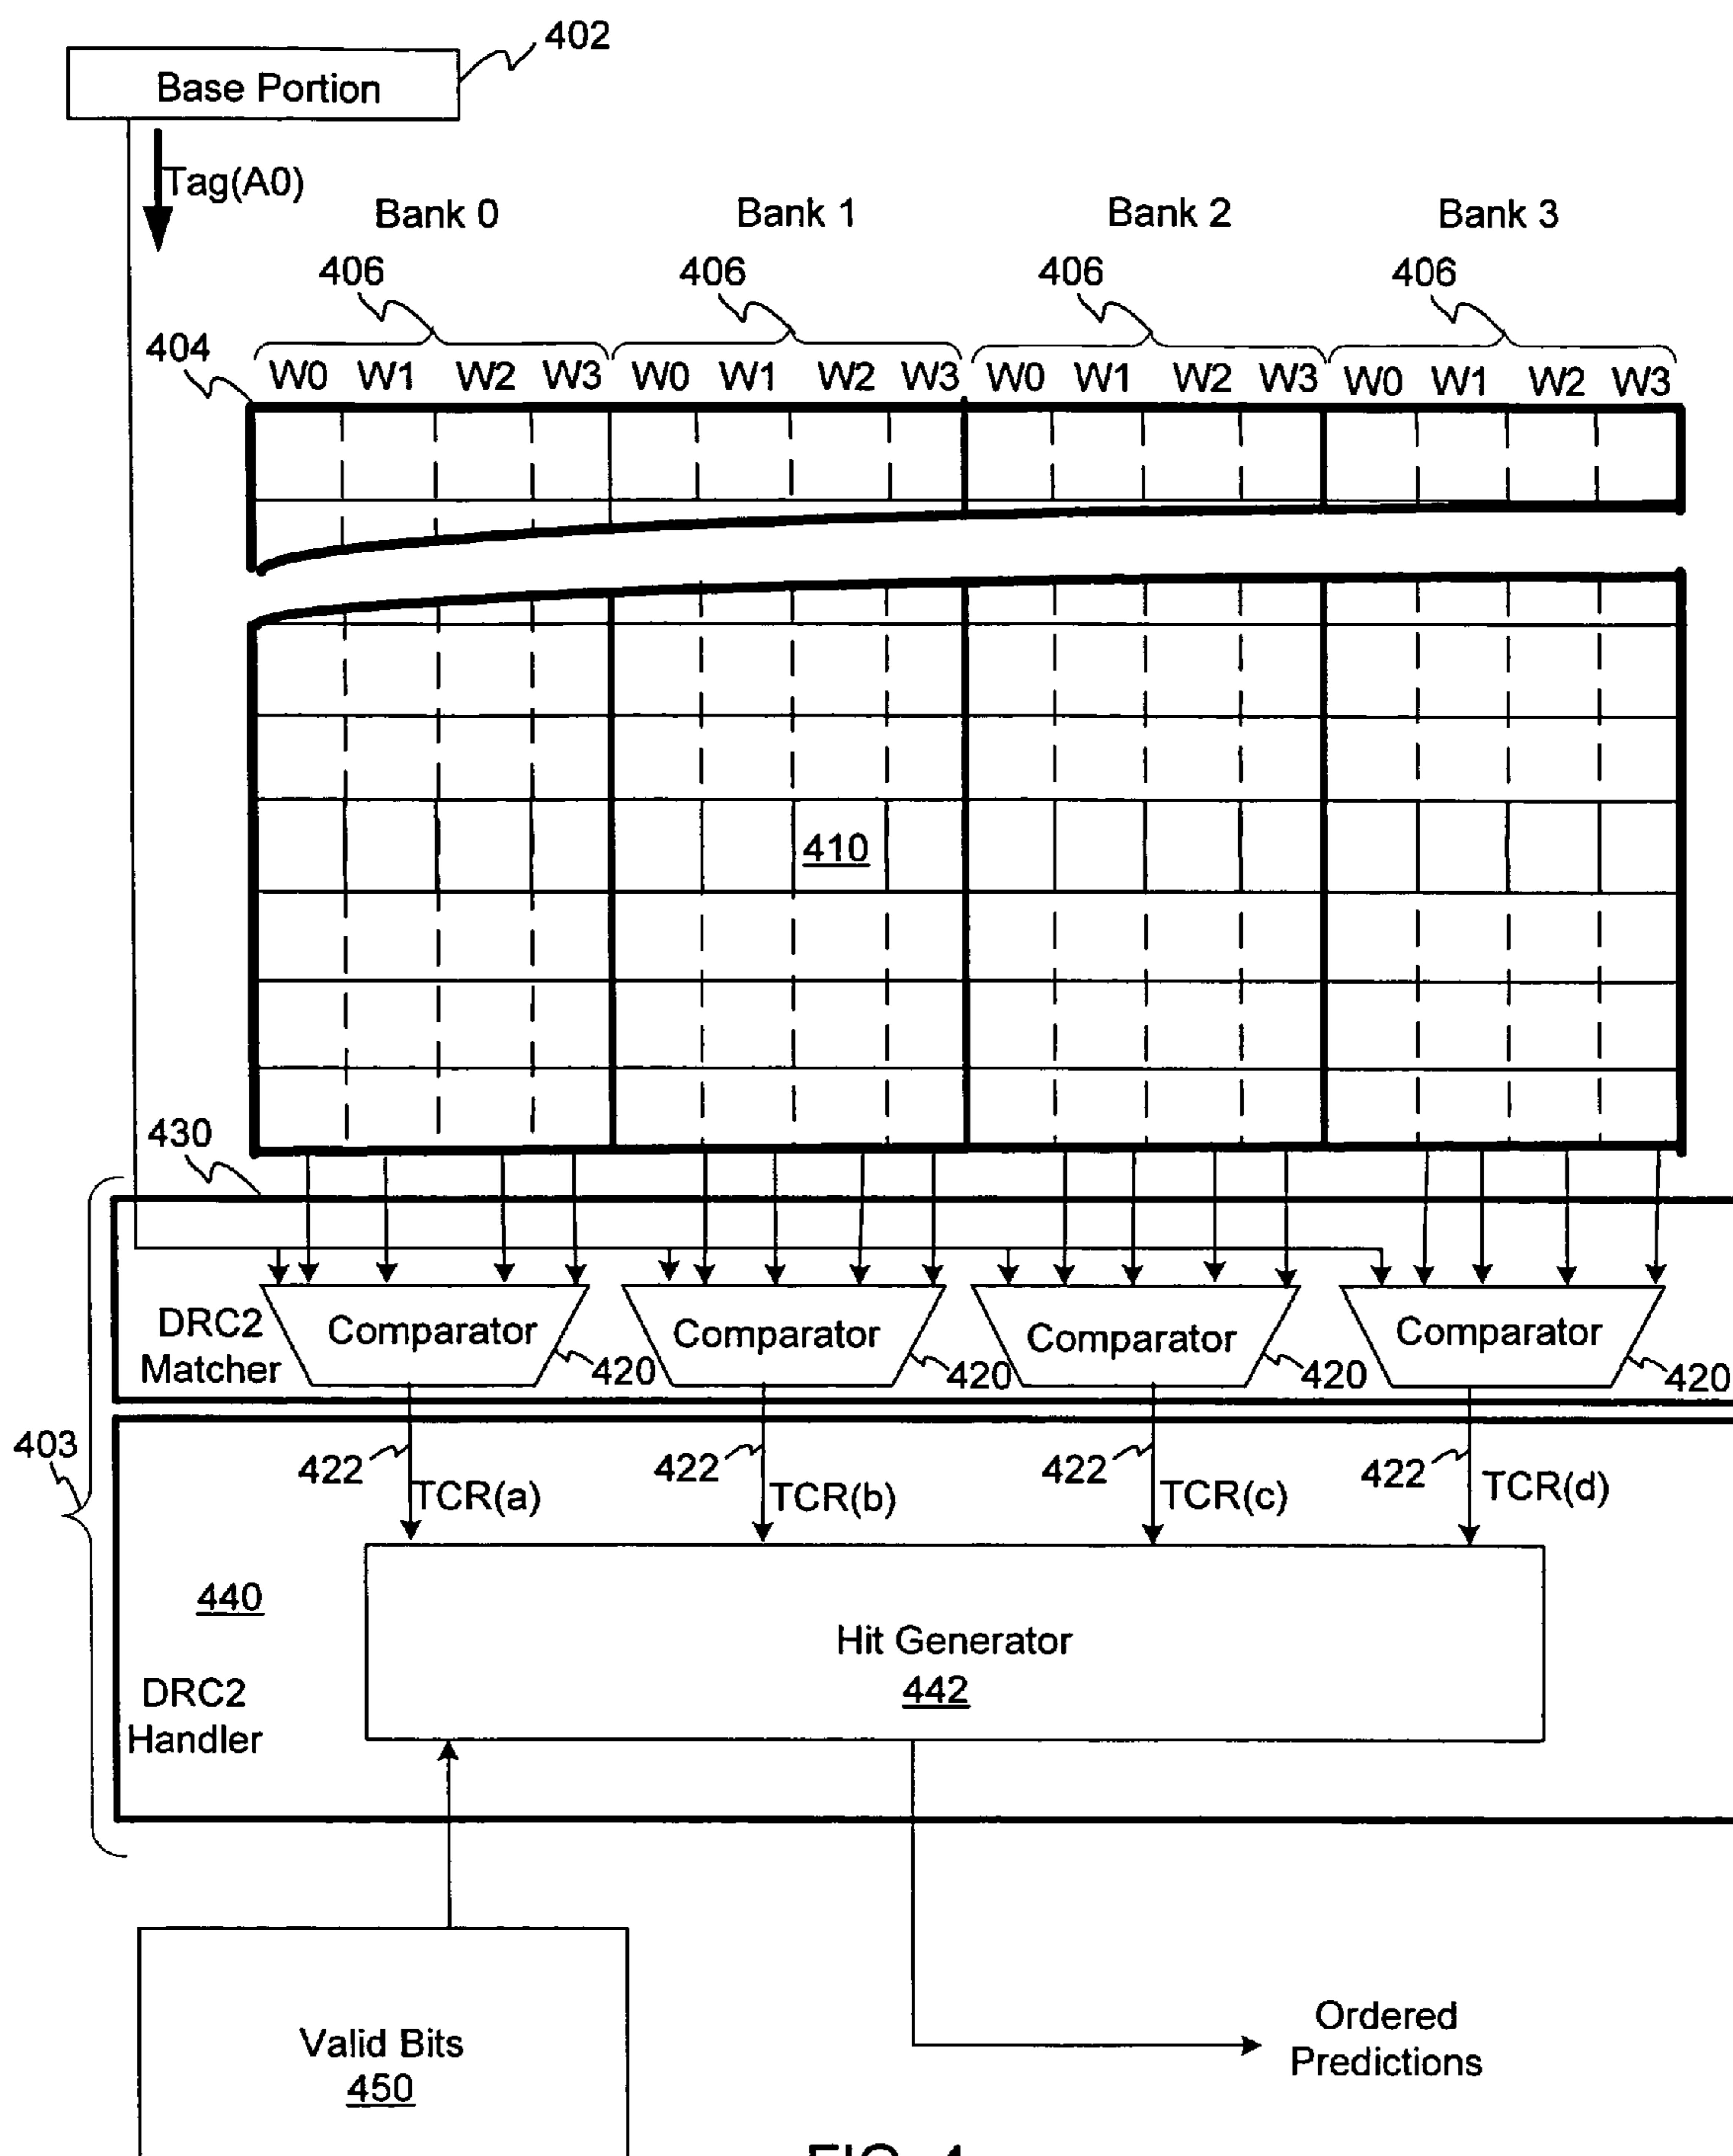 402
Base Portion
Tag(A0)
Bank 0 Bank 1 Bank 2 Bank 3
406 406 406 406
404
W0 W1 W2 W3 W0 W1 W2 W3 W0 W1 W2 W3 W0 W1 W2 W3
410
430
DRC2
Matcher
Comparator Comparator Comparator Comparator
420 420 420 420
403
422 422 422 422
TCR(a) TCR(b) TCR(c) TCR(d)
440
Hit Generator
442
DRC2
Handler
Ordered
Predictions
Valid Bits
450